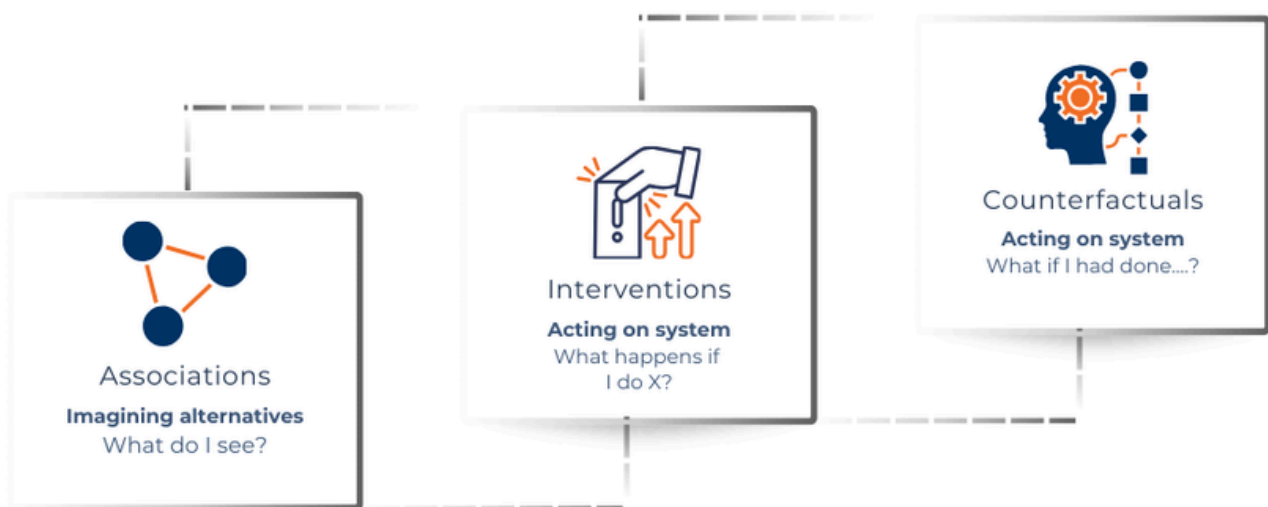 Associations
Imagining alternatives
What do I see?
Interventions
Acting on system
What happens if
I do X?
Counterfactuals
Acting on system
What if I had done....?